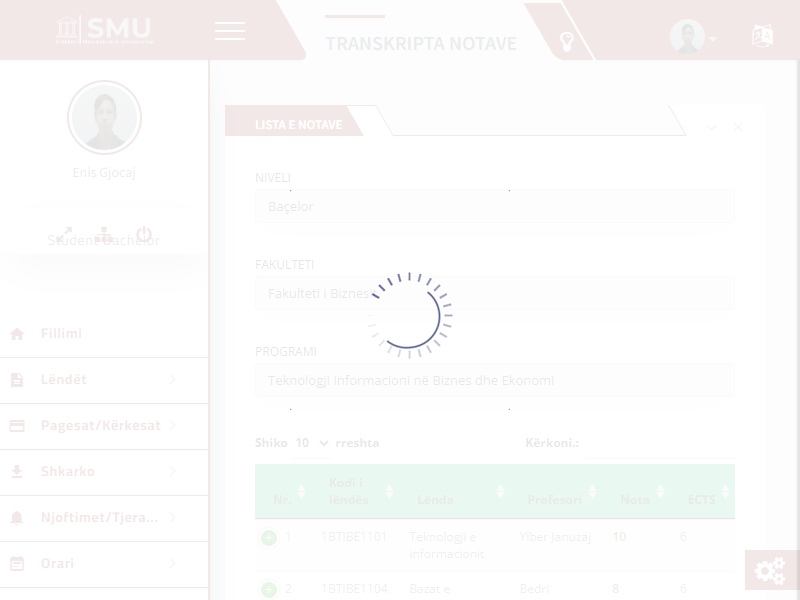 SMU
TRANSKRIPTA NOTAVE
Enis Gjocaj
Student Bachelor
Fillimi
Lëndët
Pagesat/Kërkesat
Shkarko
Njoftimet/Tjera...
Orari
LISTA E NOTAVE
NIVELI
Baçelor
FAKULTETI
Fakulteti i Biznes
PROGRAMI
Teknologji Informacioni në Biznes dhe Ekonomi
Shiko 10 rreshta
Kërkoni.:
Nr. Kodi i lëndës Lënda Profesori Nota ECTS
1 1BTIBE1101 Teknologji e informacionit Ylber Januzaj 10 6
2 1BTIBE1104 Bazat e Bedri 8 6